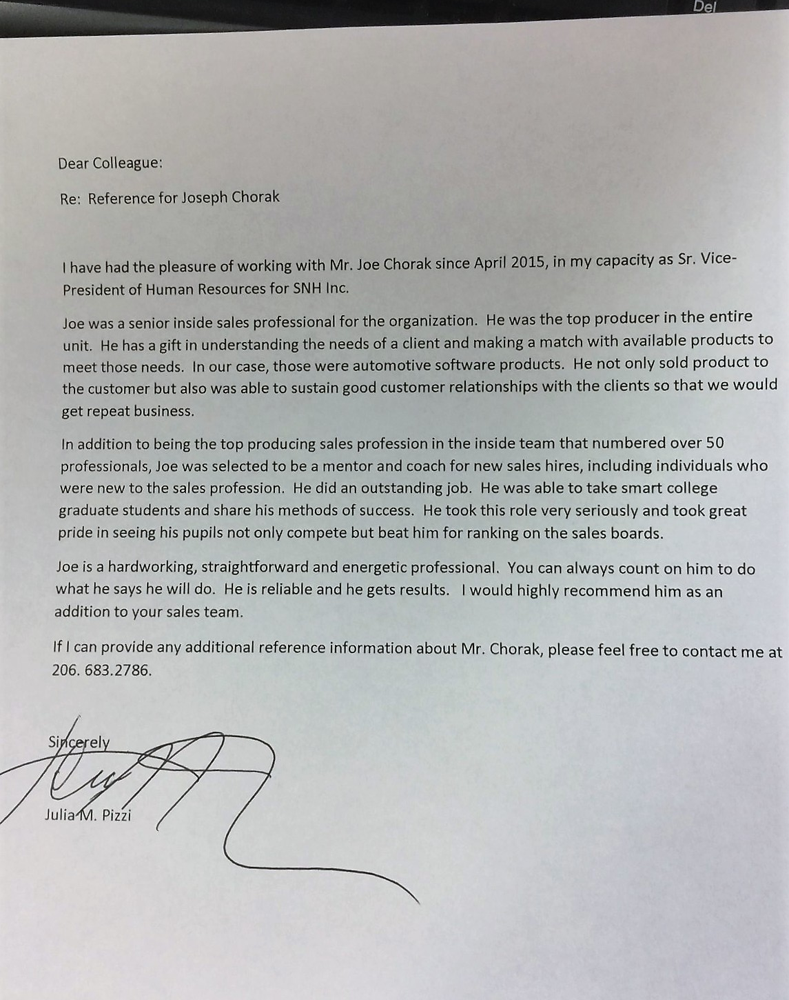 Del
Dear Colleague:
Re:  Reference for Joseph Chorak
I have had the pleasure of working with Mr. Joe Chorak since April 2015, in my capacity as Sr. Vice-
President of Human Resources for SNH Inc.
Joe was a senior inside sales professional for the organization.  He was the top producer in the entire
unit.  He has a gift in understanding the needs of a client and making a match with available products to
meet those needs.  In our case, those were automotive software products.  He not only sold product to
the customer but also was able to sustain good customer relationships with the clients so that we would
get repeat business.
In addition to being the top producing sales profession in the inside team that numbered over 50
professionals, Joe was selected to be a mentor and coach for new sales hires, including individuals who
were new to the sales profession.  He did an outstanding job.  He was able to take smart college
graduate students and share his methods of success.  He took this role very seriously and took great
pride in seeing his pupils not only compete but beat him for ranking on the sales boards.
Joe is a hardworking, straightforward and energetic professional.  You can always count on him to do
what he says he will do.  He is reliable and he gets results.   I would highly recommend him as an
addition to your sales team.
If I can provide any additional reference information about Mr. Chorak, please feel free to contact me at
206. 683.2786.
Sincerely
Julia M. Pizzi